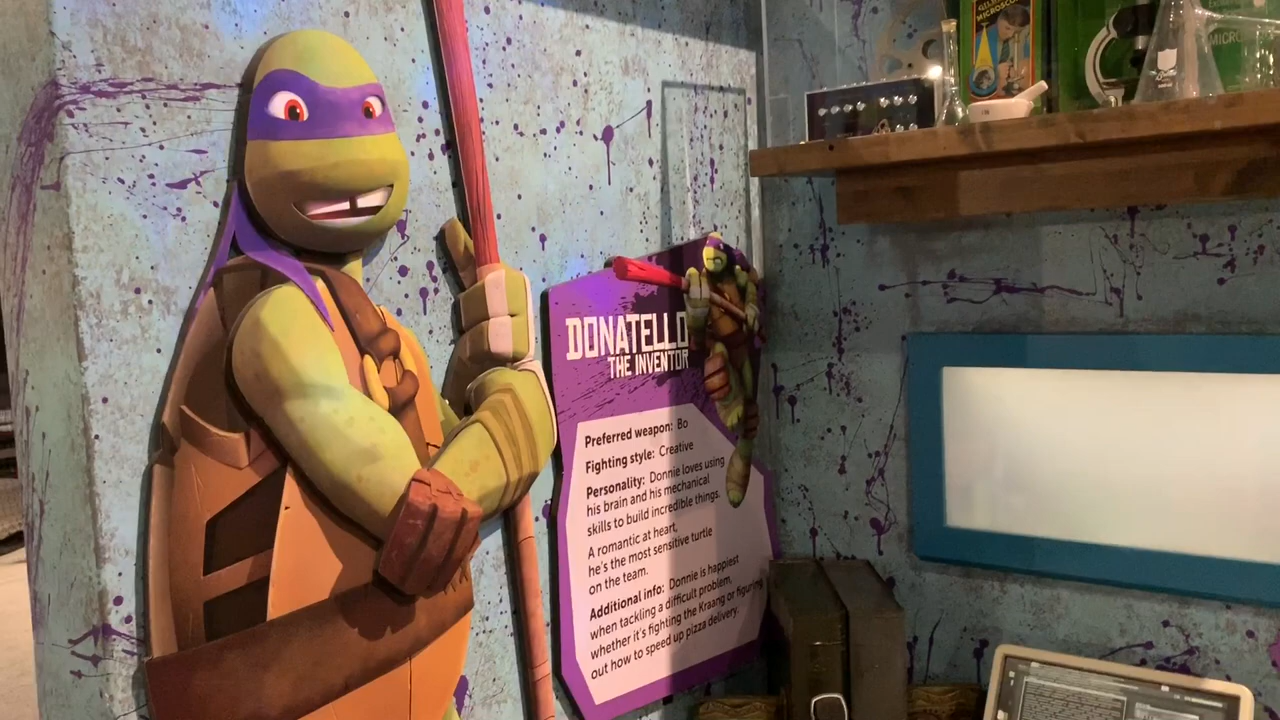 GILBERT
MICROSCOPE
MICRO
DONATELLO
THE INVENTOR
Preferred weapon: Bo
Fighting style: Creative
Personality: Donnie loves using
his brain and his mechanical
skills to build incredible things.
A romantic at heart,
he's the most sensitive turtle
on the team.
Additional info: Donnie is happiest
when tackling a difficult problem,
whether it's fighting the Kraang or figuring
out how to speed up pizza delivery.